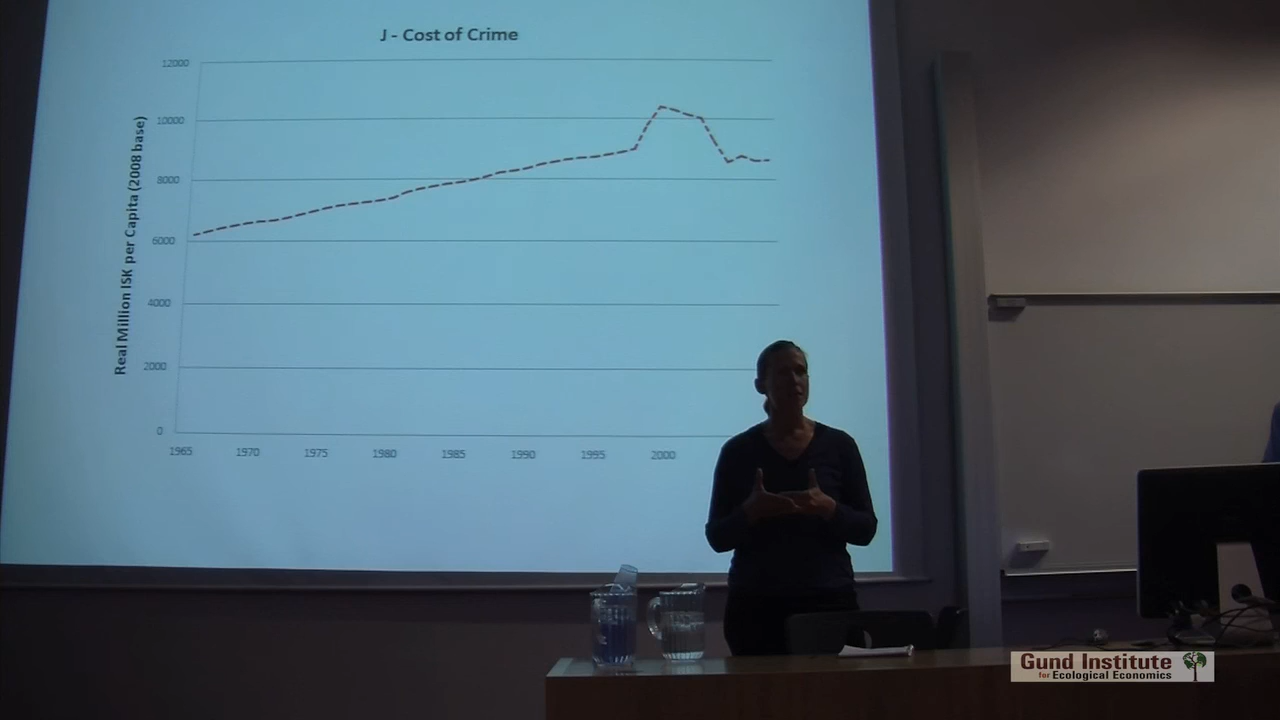 J - Cost of Crime
Real Million ISK per Capita (2008 base)
12000
10000
8000
6000
4000
2000
0
1965 1970 1975 1980 1985 1990 1995 2000
Gund Institute
for Ecological Economics